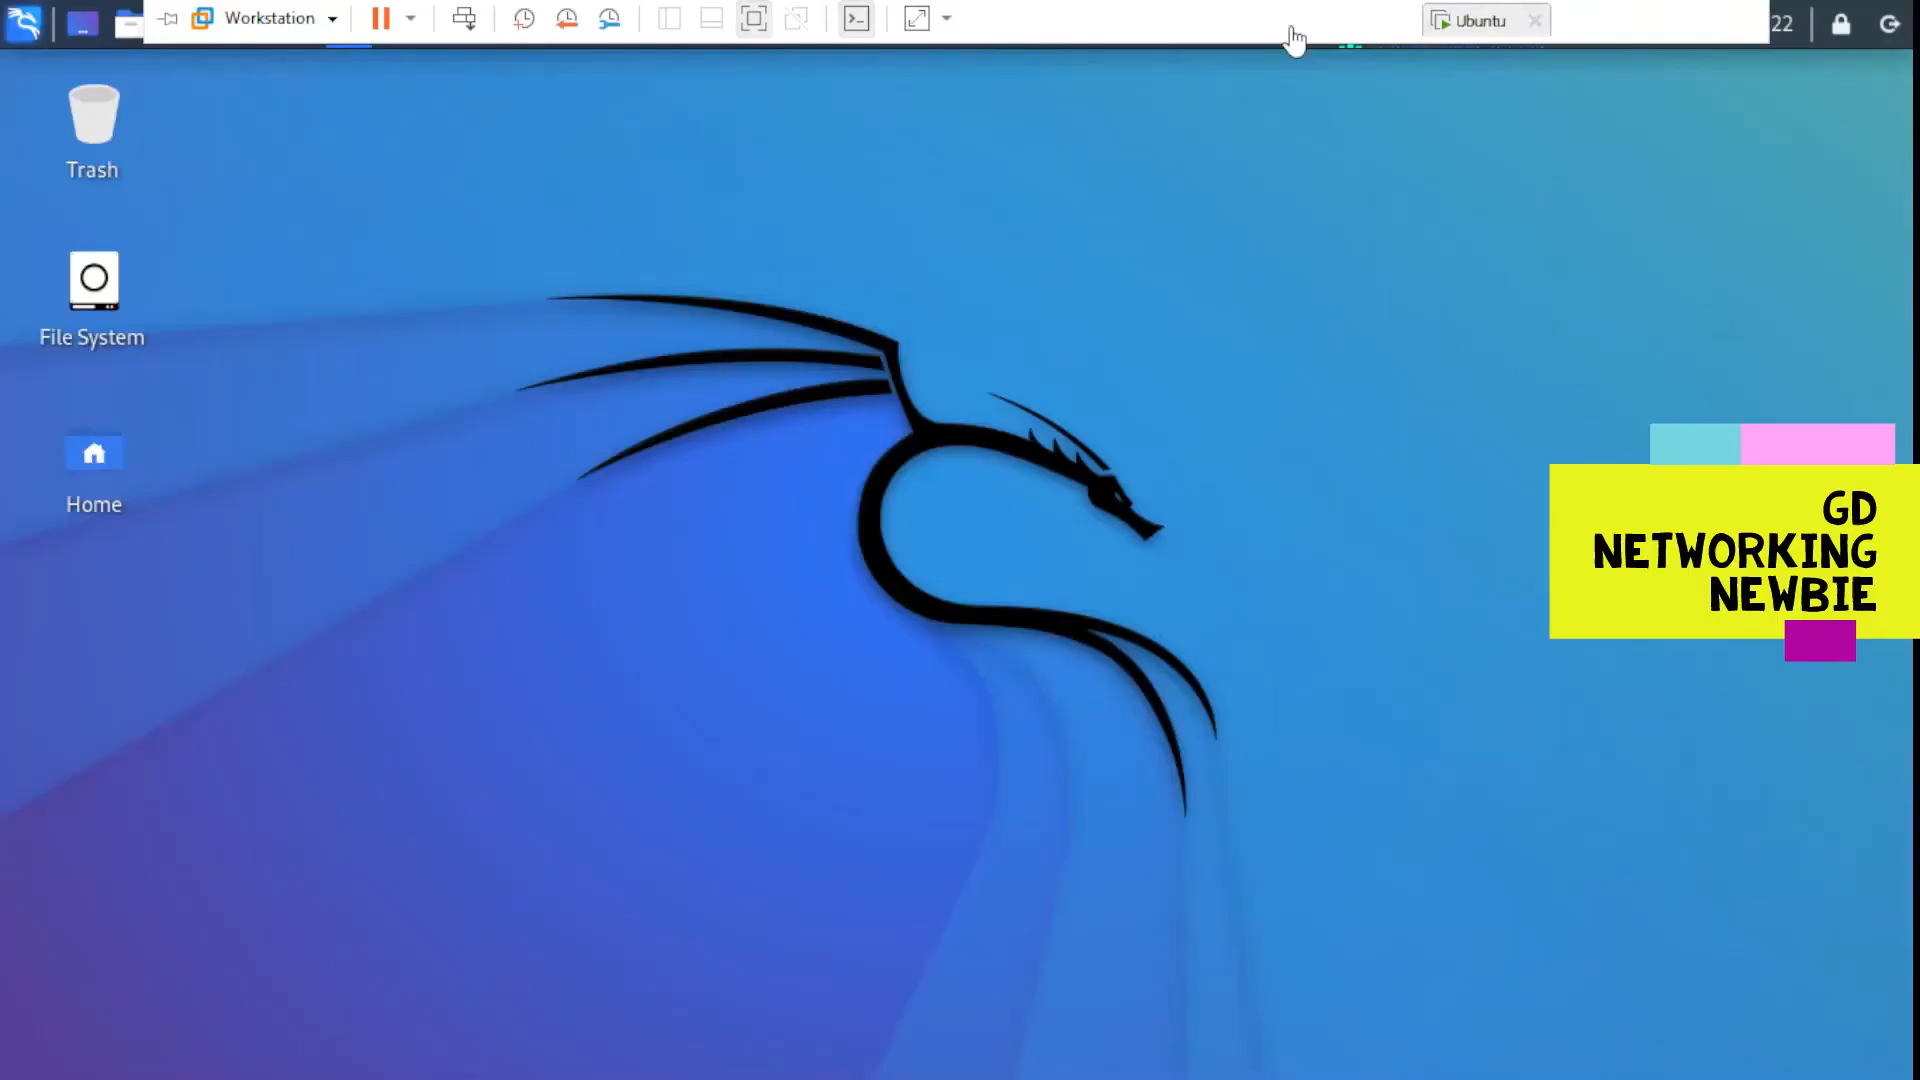 Workstation
Ubuntu
22
Trash
File System
Home
GD
NETWORKING
NEWBIE